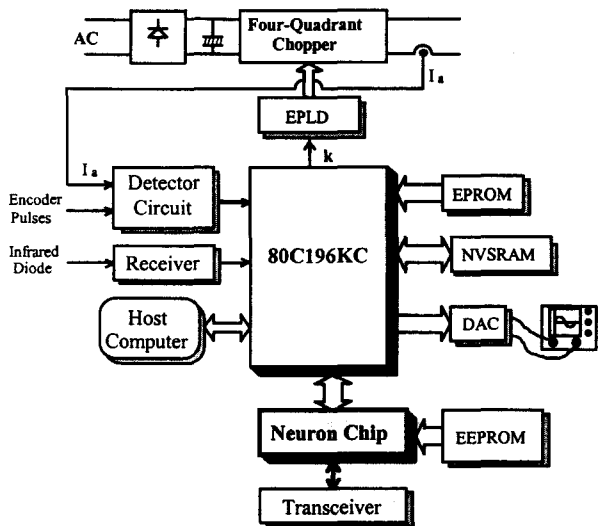 AC
Four-Quadrant
Chopper
Ia
EPLD
k
Ia
Detector
Circuit
Encoder
Pulses
Infrared
Diode
Receiver
80C196KC
EPROM
NVSRAM
Host
Computer
DAC
Neuron Chip
EEPROM
Transceiver